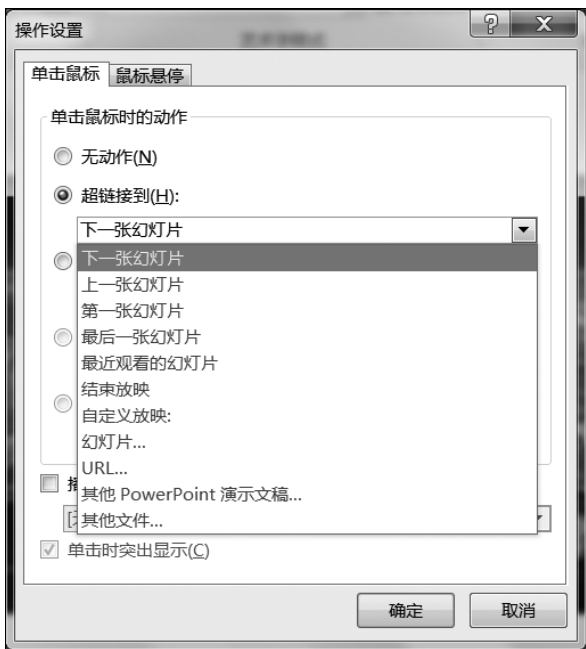 操作设置
单击鼠标
鼠标悬停
单击鼠标时的动作
无动作(N)
超链接到(H):
下一张幻灯片
下一张幻灯片
上一张幻灯片
第一张幻灯片
最后一张幻灯片
最近观看的幻灯片
结束放映
自定义放映:
幻灯片...
URL...
其他 PowerPoint 演示文稿...
其他文件...
单击时突出显示(C)
确定
取消